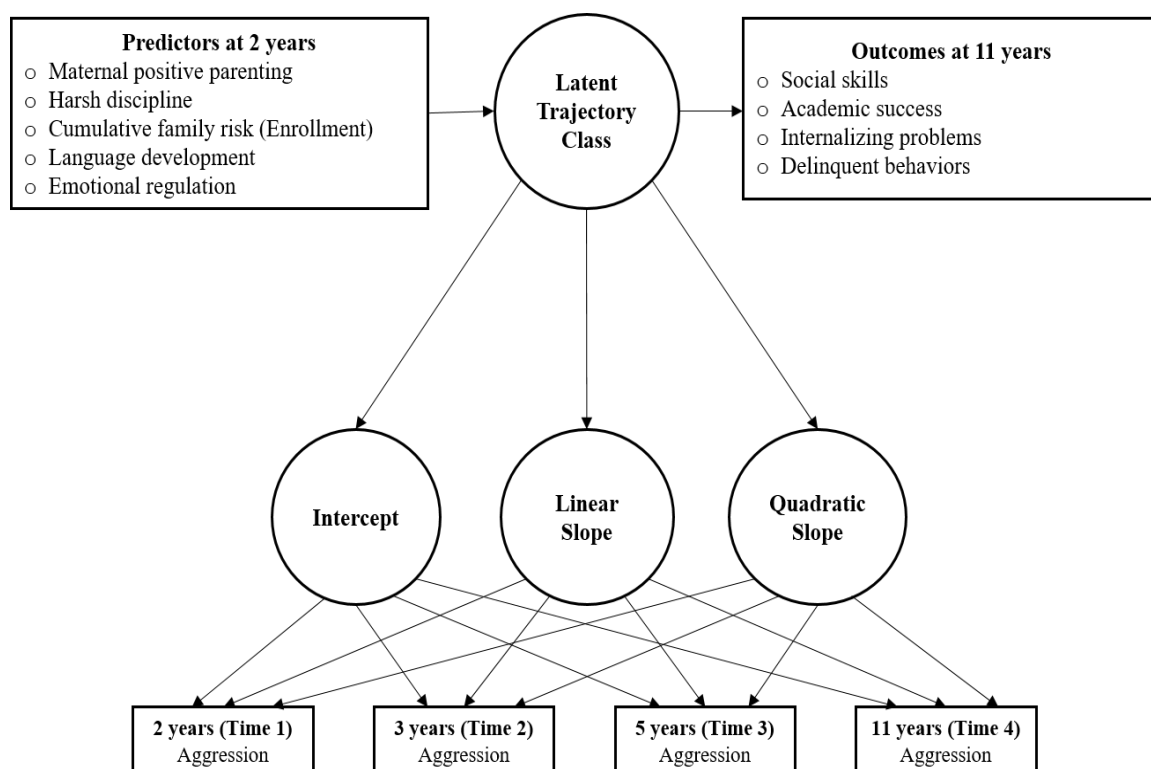 Predictors at 2 years
o Maternal positive parenting
o Harsh discipline
o Cumulative family risk (Enrollment)
o Language development
o Emotional regulation
Latent
Trajectory
Class
Outcomes at 11 years
o Social skills
o Academic success
o Internalizing problems
o Delinquent behaviors
Intercept
Linear
Slope
Quadratic
Slope
2 years (Time 1)
Aggression
3 years (Time 2)
Aggression
5 years (Time 3)
Aggression
11 years (Time 4)
Aggression